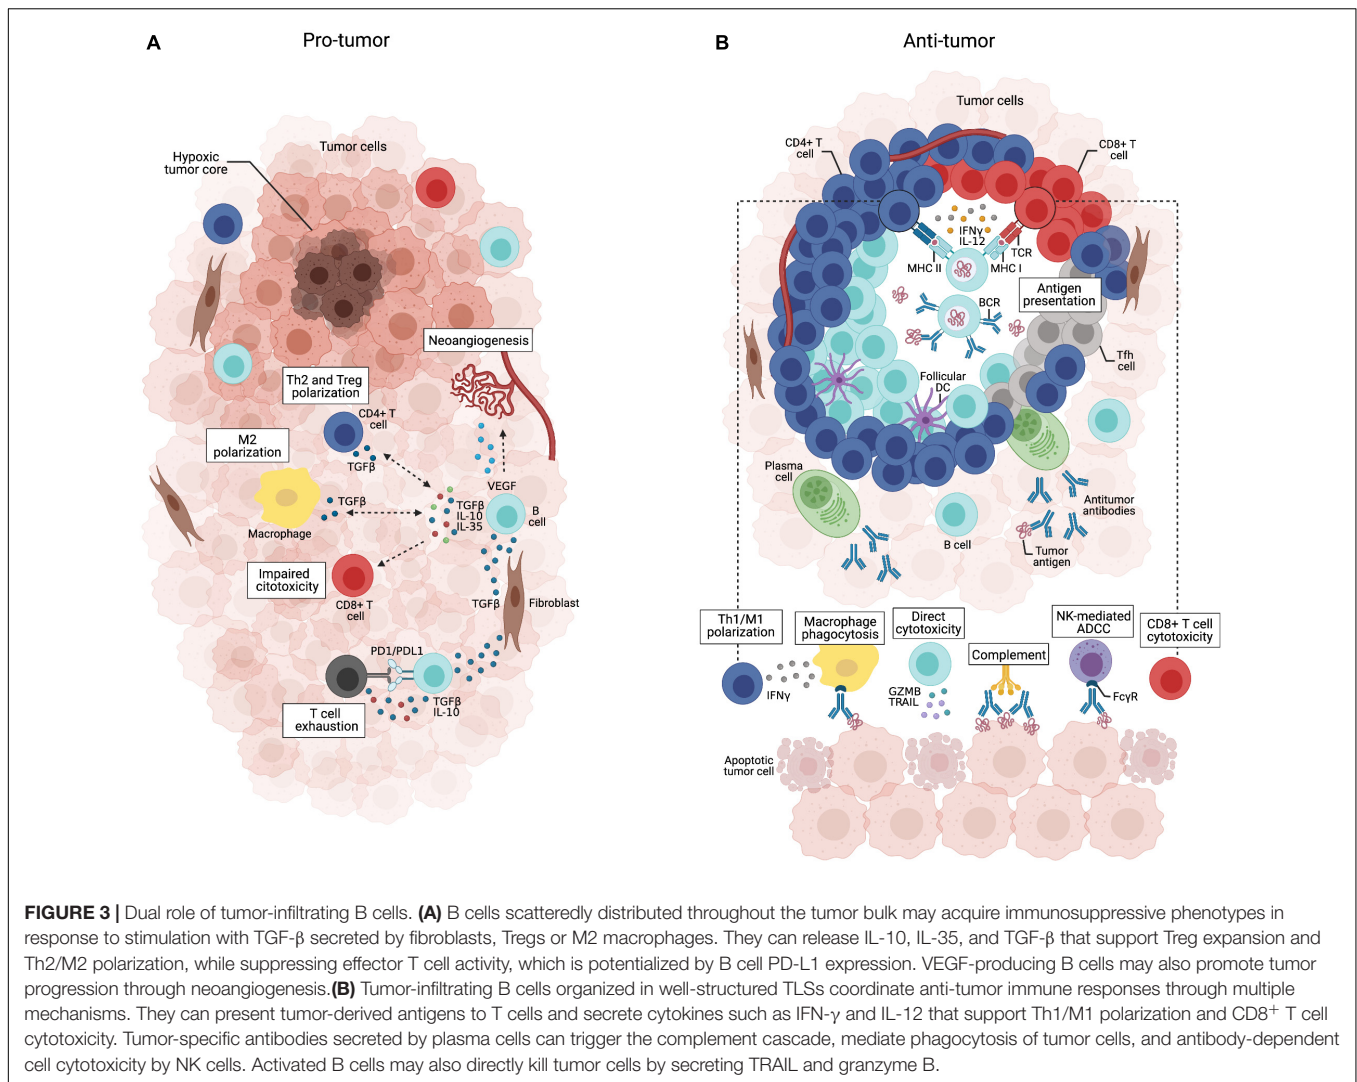 A
Pro-tumor
Tumor cells
Hypoxic
tumor core
Neoangiogenesis
Th2 and Treg
polarization
CD4+ T
cell
TGFβ
M2
polarization
TGFβ
Macrophage
VEGF
TGFβ
IL-10
IL-35
B
cell
Impaired
citotoxicity
CD8+ T
cell
TGFβ
Fibroblast
PD1/PDL1
TGFβ
IL-10
T cell
exhaustion
B
Anti-tumor
Tumor cells
CD4+ T
cell
CD8+ T
cell
IFNγ
IL-12
TCR
MHC II
MHC I
Antigen
presentation
BCR
Tfh
cell
Follicular
DC
Plasma
cell
Antitumor
antibodies
B cell
Tumor
antigen
Th1/M1
polarization
Macrophage
phagocytosis
Direct
cytotoxicity
Complement
NK-mediated
ADCC
CD8+ T cell
cytotoxicity
IFNγ
GZMB
TRAIL
FcγR
Apoptotic
tumor cell
FIGURE 3 | Dual role of tumor-infiltrating B cells. (A) B cells scatteredly distributed throughout the tumor bulk may acquire immunosuppressive phenotypes in
response to stimulation with TGF-β secreted by fibroblasts, Tregs or M2 macrophages. They can release IL-10, IL-35, and TGF-β that support Treg expansion and
Th2/M2 polarization, while suppressing effector T cell activity, which is potentialized by B cell PD-L1 expression. VEGF-producing B cells may also promote tumor
progression through neoangiogenesis.(B) Tumor-infiltrating B cells organized in well-structured TLSs coordinate anti-tumor immune responses through multiple
mechanisms. They can present tumor-derived antigens to T cells and secrete cytokines such as IFN-γ and IL-12 that support Th1/M1 polarization and CD8+ T cell
cytotoxicity. Tumor-specific antibodies secreted by plasma cells can trigger the complement cascade, mediate phagocytosis of tumor cells, and antibody-dependent
cell cytotoxicity by NK cells. Activated B cells may also directly kill tumor cells by secreting TRAIL and granzyme B.